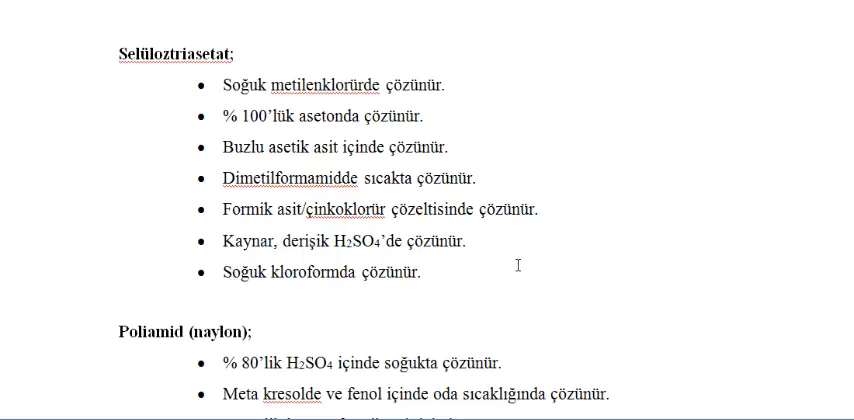 Selüloztriasetat;
• Soğuk metilenklorürde çözünür.
• % 100’lük asetonda çözünür.
• Buzlu asetik asit içinde çözünür.
• Dimetilformamidde sıcakta çözünür.
• Formik asit/çinkoklorür çözeltisinde çözünür.
• Kaynar, derişik H2SO4’de çözünür.
• Soğuk kloroformda çözünür.
Poliamid (naylon);
• % 80’lik H2SO4 içinde soğukta çözünür.
• Meta kresolde ve fenol içinde oda sıcaklığında çözünür.